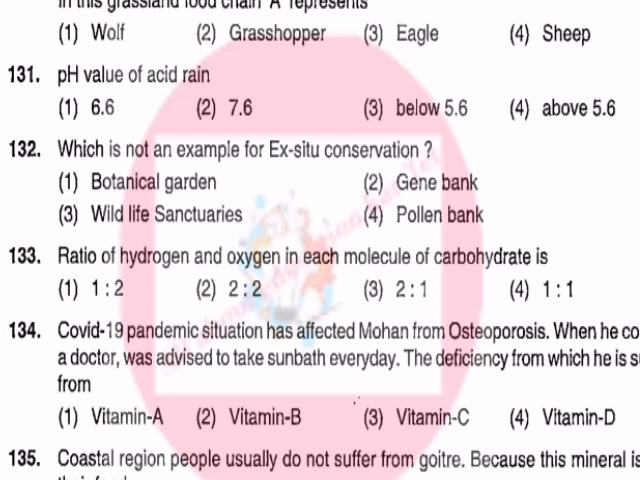 In this grassland food chain 'A' represents
(1) Wolf (2) Grasshopper (3) Eagle (4) Sheep
131. pH value of acid rain
(1) 6.6 (2) 7.6 (3) below 5.6 (4) above 5.6
132. Which is not an example for Ex-situ conservation ?
(1) Botanical garden (2) Gene bank
(3) Wild life Sanctuaries (4) Pollen bank
133. Ratio of hydrogen and oxygen in each molecule of carbohydrate is
(1) 1 : 2 (2) 2 : 2 (3) 2 : 1 (4) 1 : 1
134. Covid-19 pandemic situation has affected Mohan from Osteoporosis. When he co
a doctor, was advised to take sunbath everyday. The deficiency from which he is s
from
(1) Vitamin-A (2) Vitamin-B (3) Vitamin-C (4) Vitamin-D
135. Coastal region people usually do not suffer from goitre. Because this mineral is